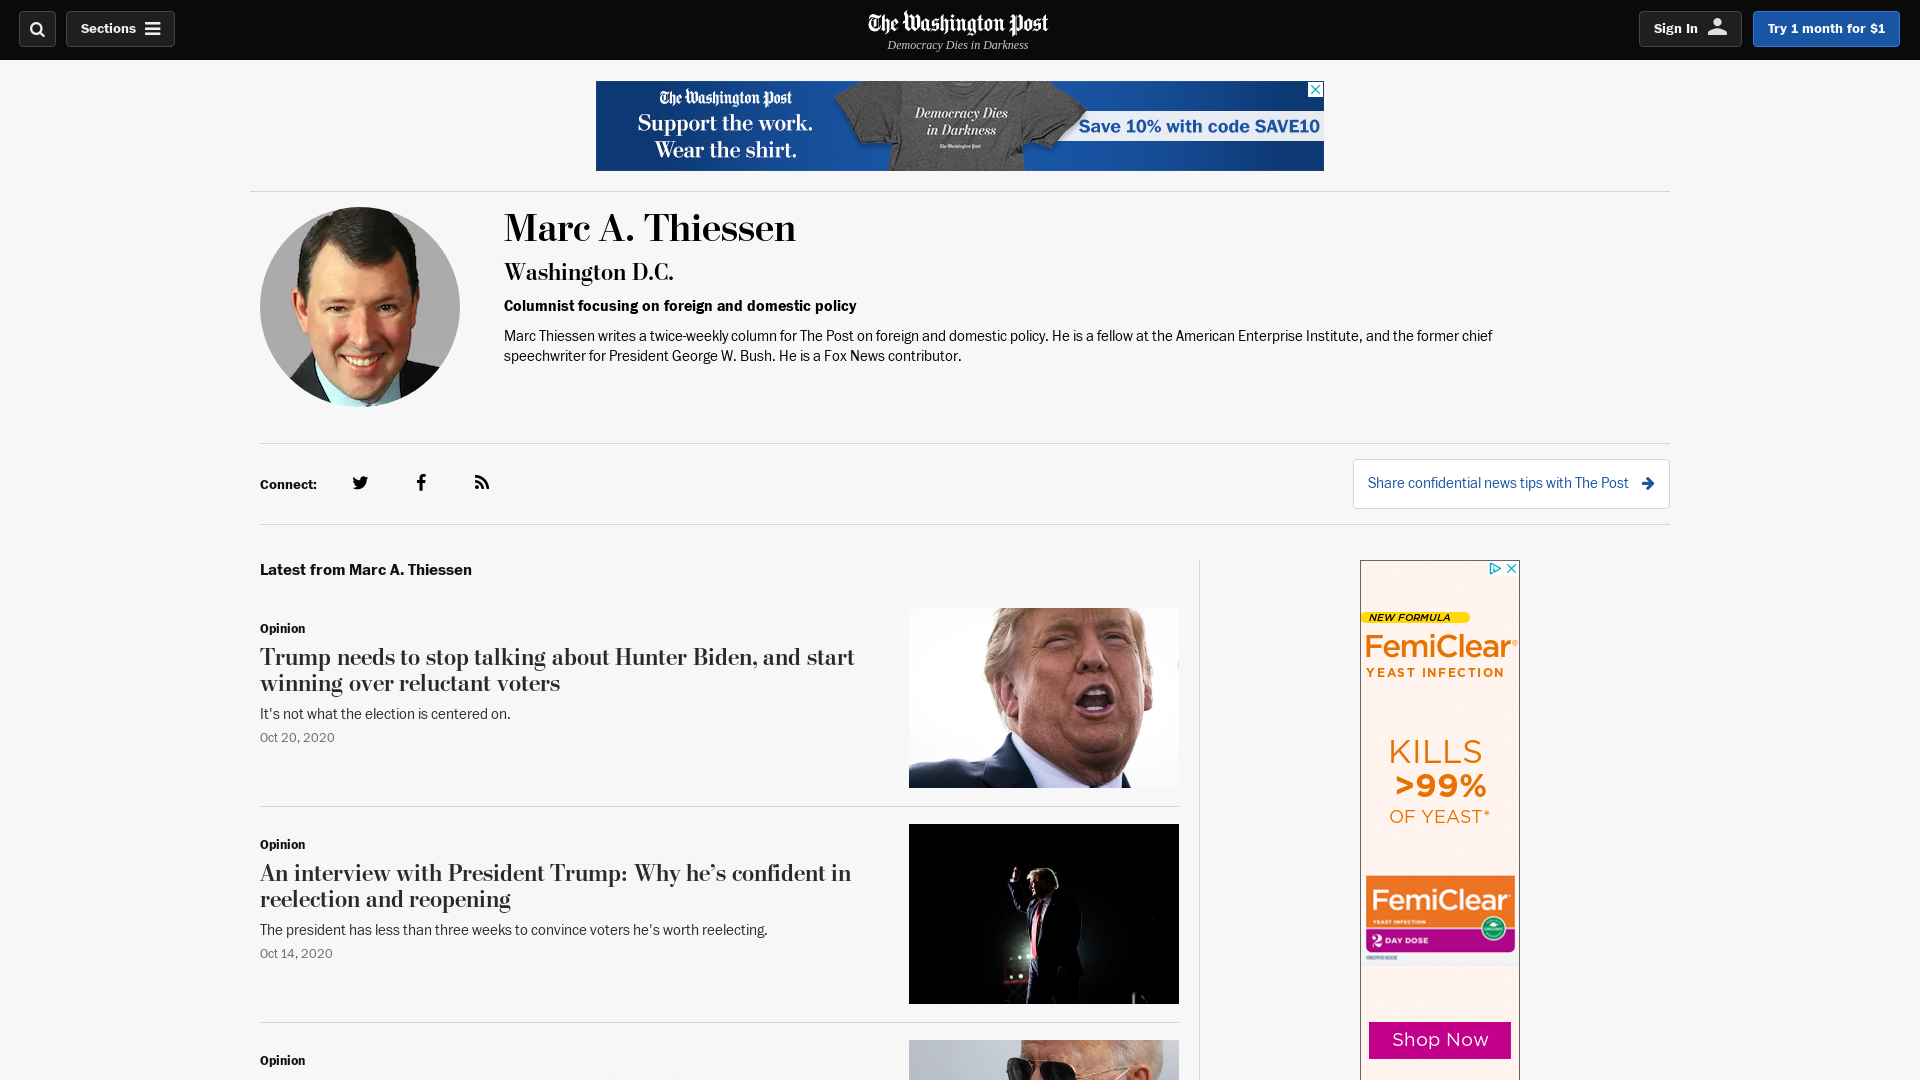 Sections
The Washington Post
Democracy Dies in Darkness
Sign In
Try 1 month for $1
The Washington Post
Support the work.
Wear the shirt.
Democracy Dies
in Darkness
The Washington Post
Save 10% with code SAVE10
Marc A. Thiessen
Washington D.C.
Columnist focusing on foreign and domestic policy
Marc Thiessen writes a twice-weekly column for The Post on foreign and domestic policy. He is a fellow at the American Enterprise Institute, and the former chief
speechwriter for President George W. Bush. He is a Fox News contributor.
Connect:
Share confidential news tips with The Post
Latest from Marc A. Thiessen
Opinion
Trump needs to stop talking about Hunter Biden, and start
winning over reluctant voters
It's not what the election is centered on.
Oct 20, 2020
Opinion
An interview with President Trump: Why he’s confident in
reelection and reopening
The president has less than three weeks to convince voters he's worth reelecting.
Oct 14, 2020
Opinion
NEW FORMULA
FemiClear®
YEAST INFECTION
KILLS
>99%
OF YEAST*
FemiClear
YEAST INFECTION
ORGANIC
2 DAY DOSE
HOMEOPATHIC MEDICINE
Shop Now